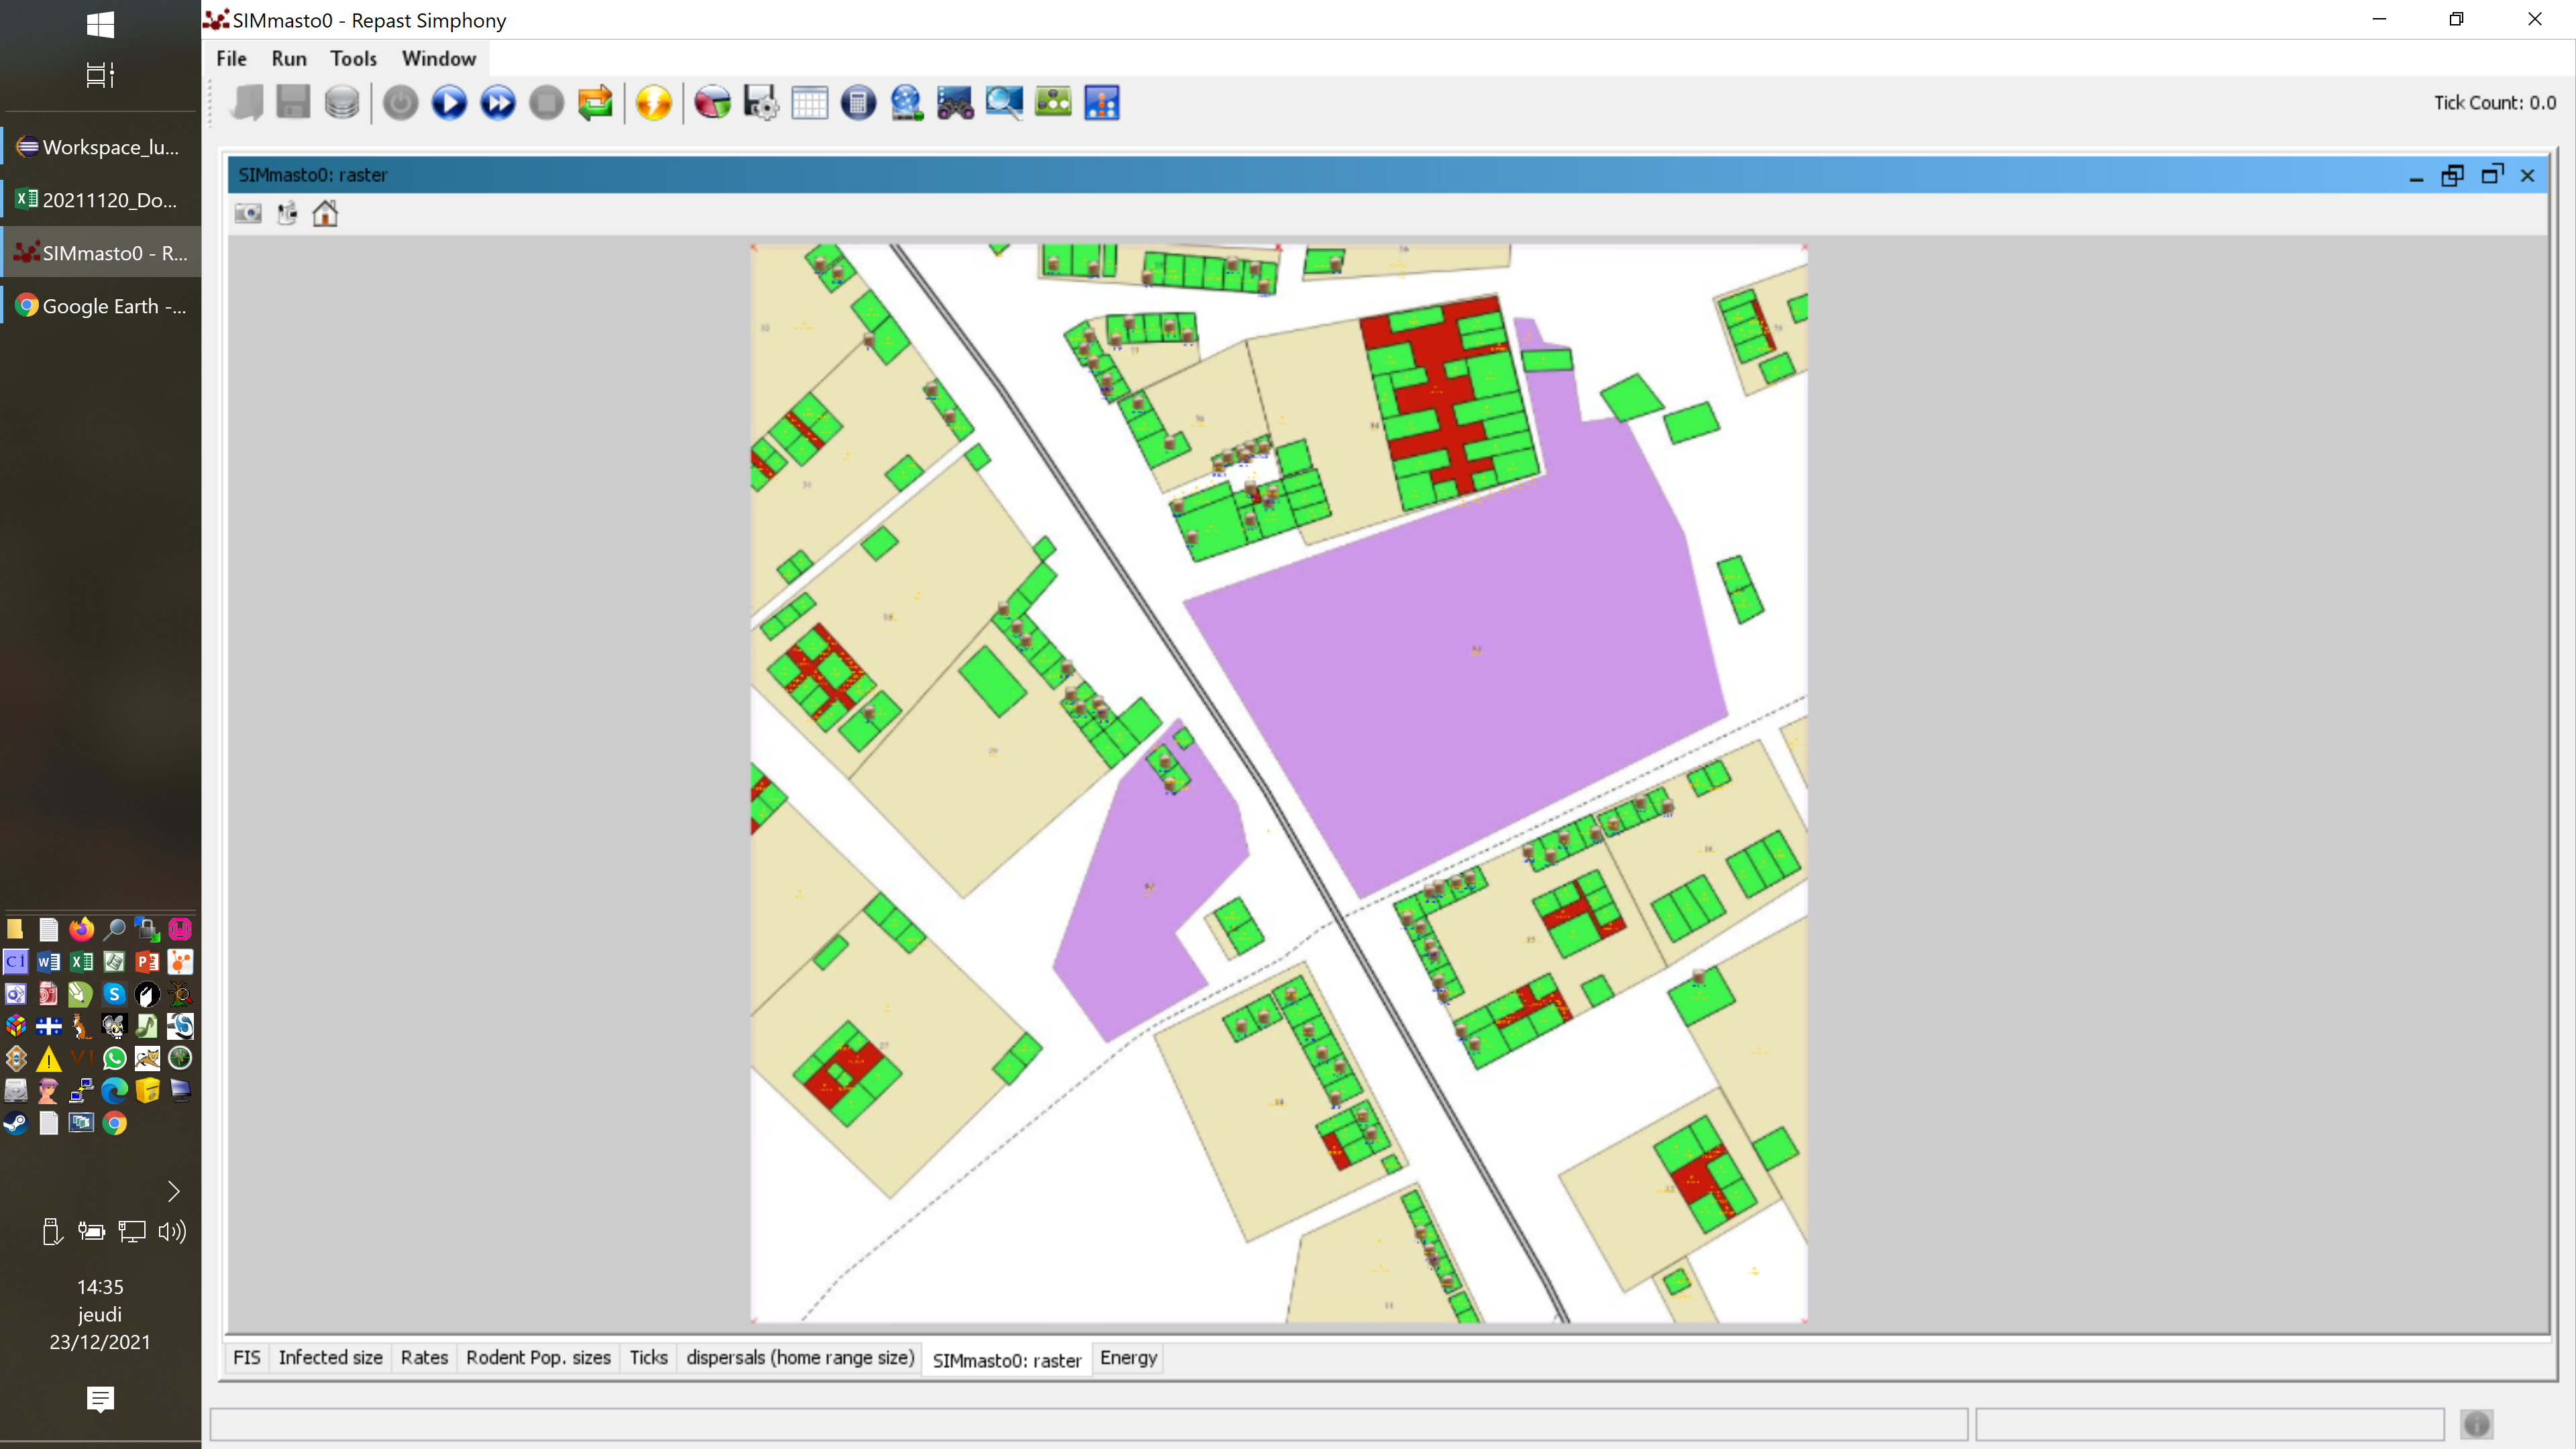 SIMmasto0 - Repast Simphony
File Run Tools Window
Tick Count: 0.0
Workspace_lu...
20211120_Do...
SIMmasto0 - R...
Google Earth -...
SIMmasto0: raster
FIS Infected size Rates Rodent Pop. sizes Ticks dispersals (home range size) SIMmasto0: raster Energy
14:35
jeudi
23/12/2021